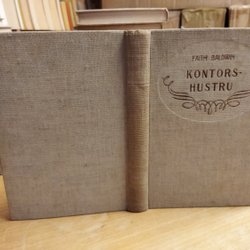 FAITH BALDWIN
KONTORS-
HUSTRU